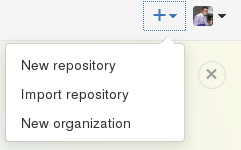 New repository
Import repository
New organization